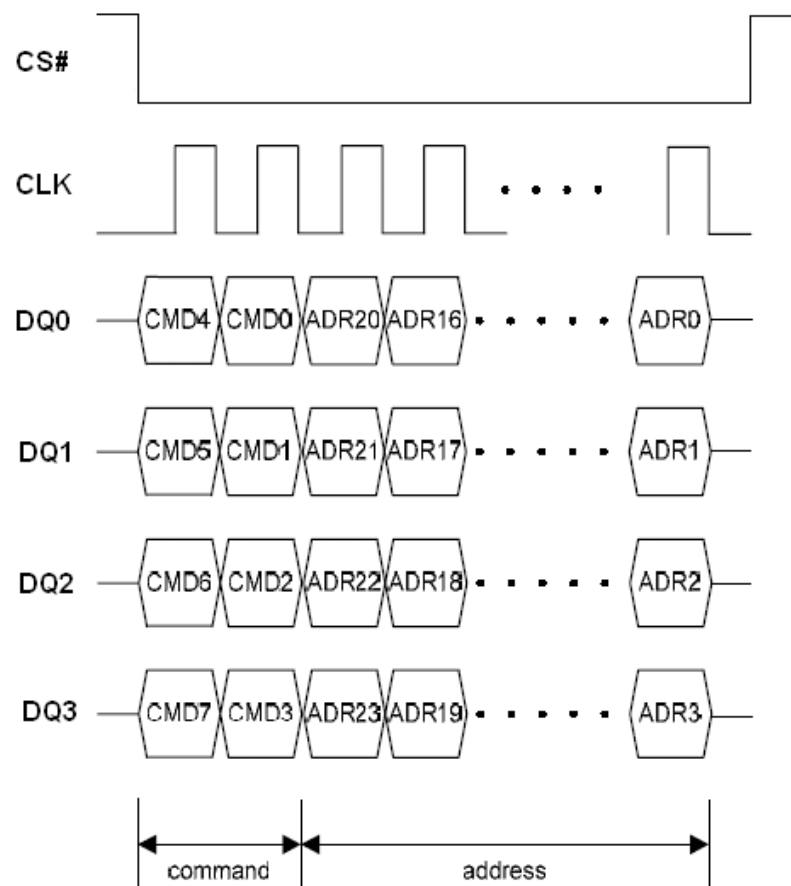 CS#
CLK
DQ0 CMD4 CMD0 ADR20 ADR16 ADR0
DQ1 CMD5 CMD1 ADR21 ADR17 ADR1
DQ2 CMD6 CMD2 ADR22 ADR18 ADR2
DQ3 CMD7 CMD3 ADR23 ADR19 ADR3
command address